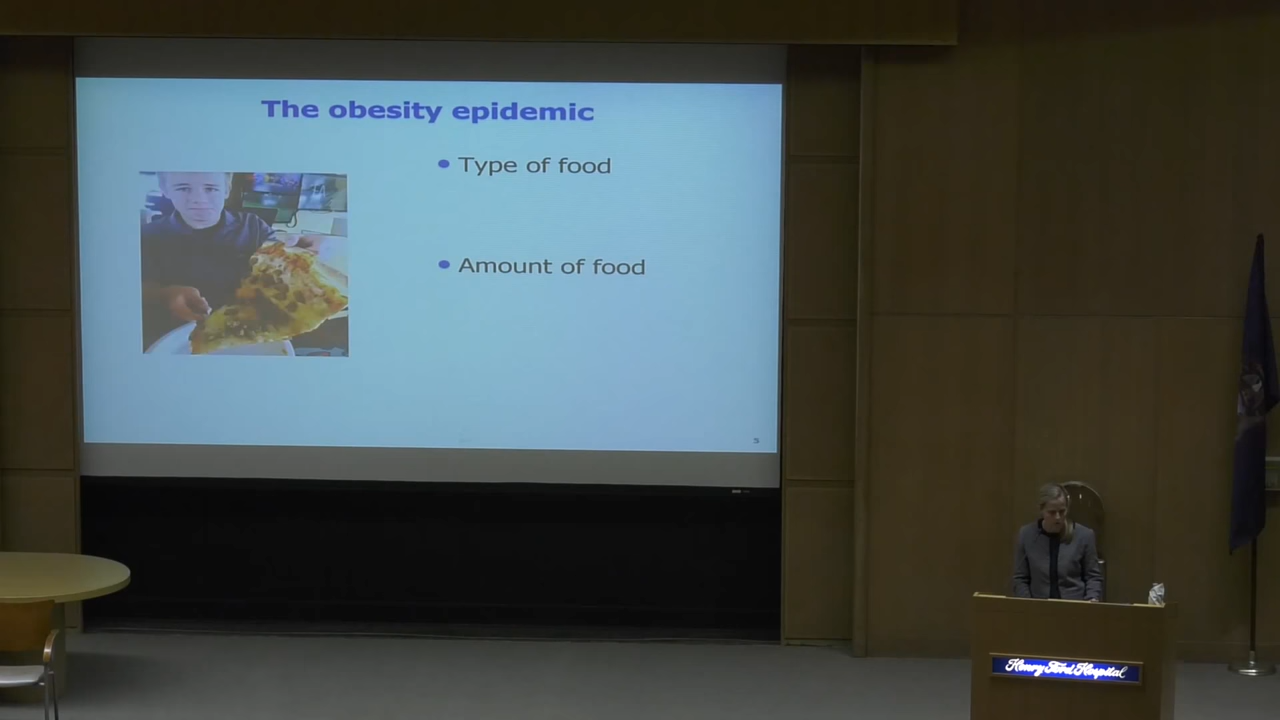 The obesity epidemic
Type of food
Amount of food
Henry Ford Hospital